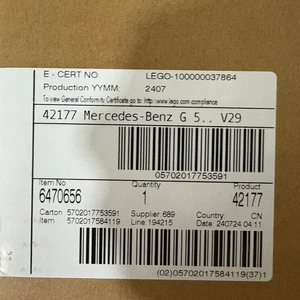 E - CERT NO LEGO-100000037864
Production YYMM: 2407
To view General Conformity Certificate go to: http://www.lego.com.compliance
42177 Mercedes-Benz G 5.. V29
05702017753591
Item No Quantity Product
6470656 1 42177
Carton 5702017753591 Supplier: 689 Country CN
Item 5702017584119 Line: 194215 Date: 240724 04.11
(02)05702017584119(37)1